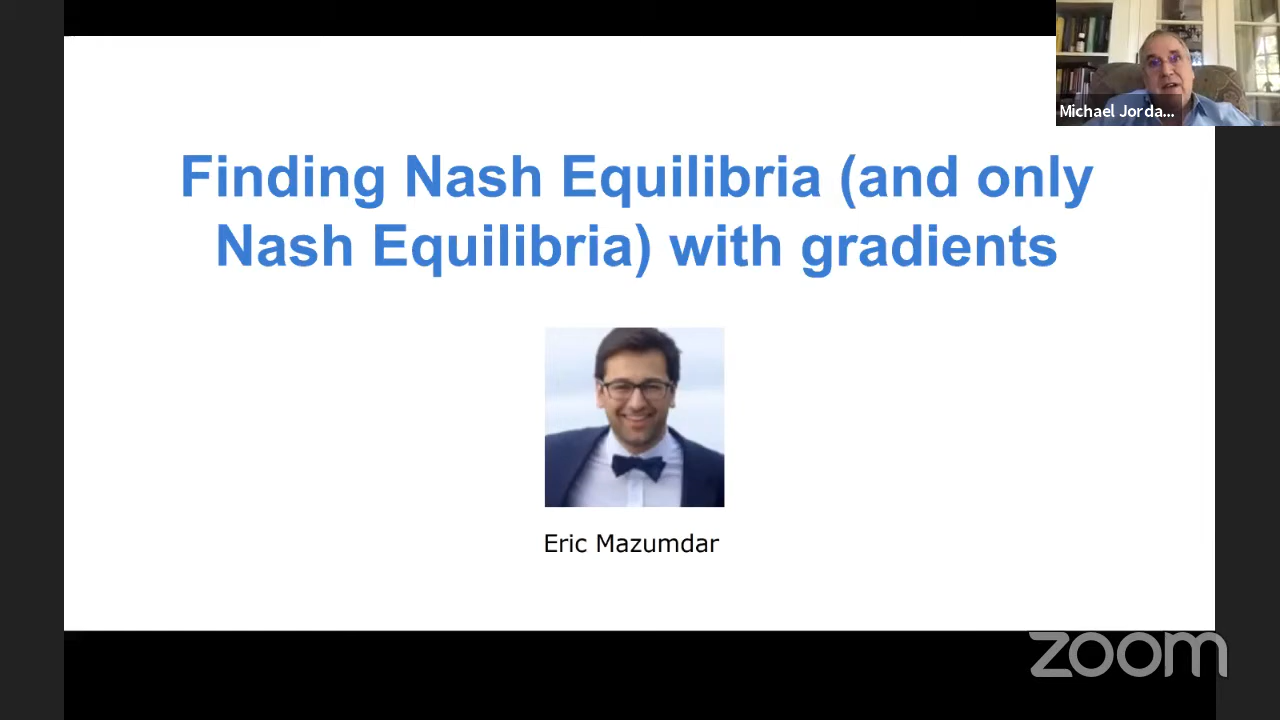 Michael Jorda...
Finding Nash Equilibria (and only
Nash Equilibria) with gradients
Eric Mazumdar
zoom